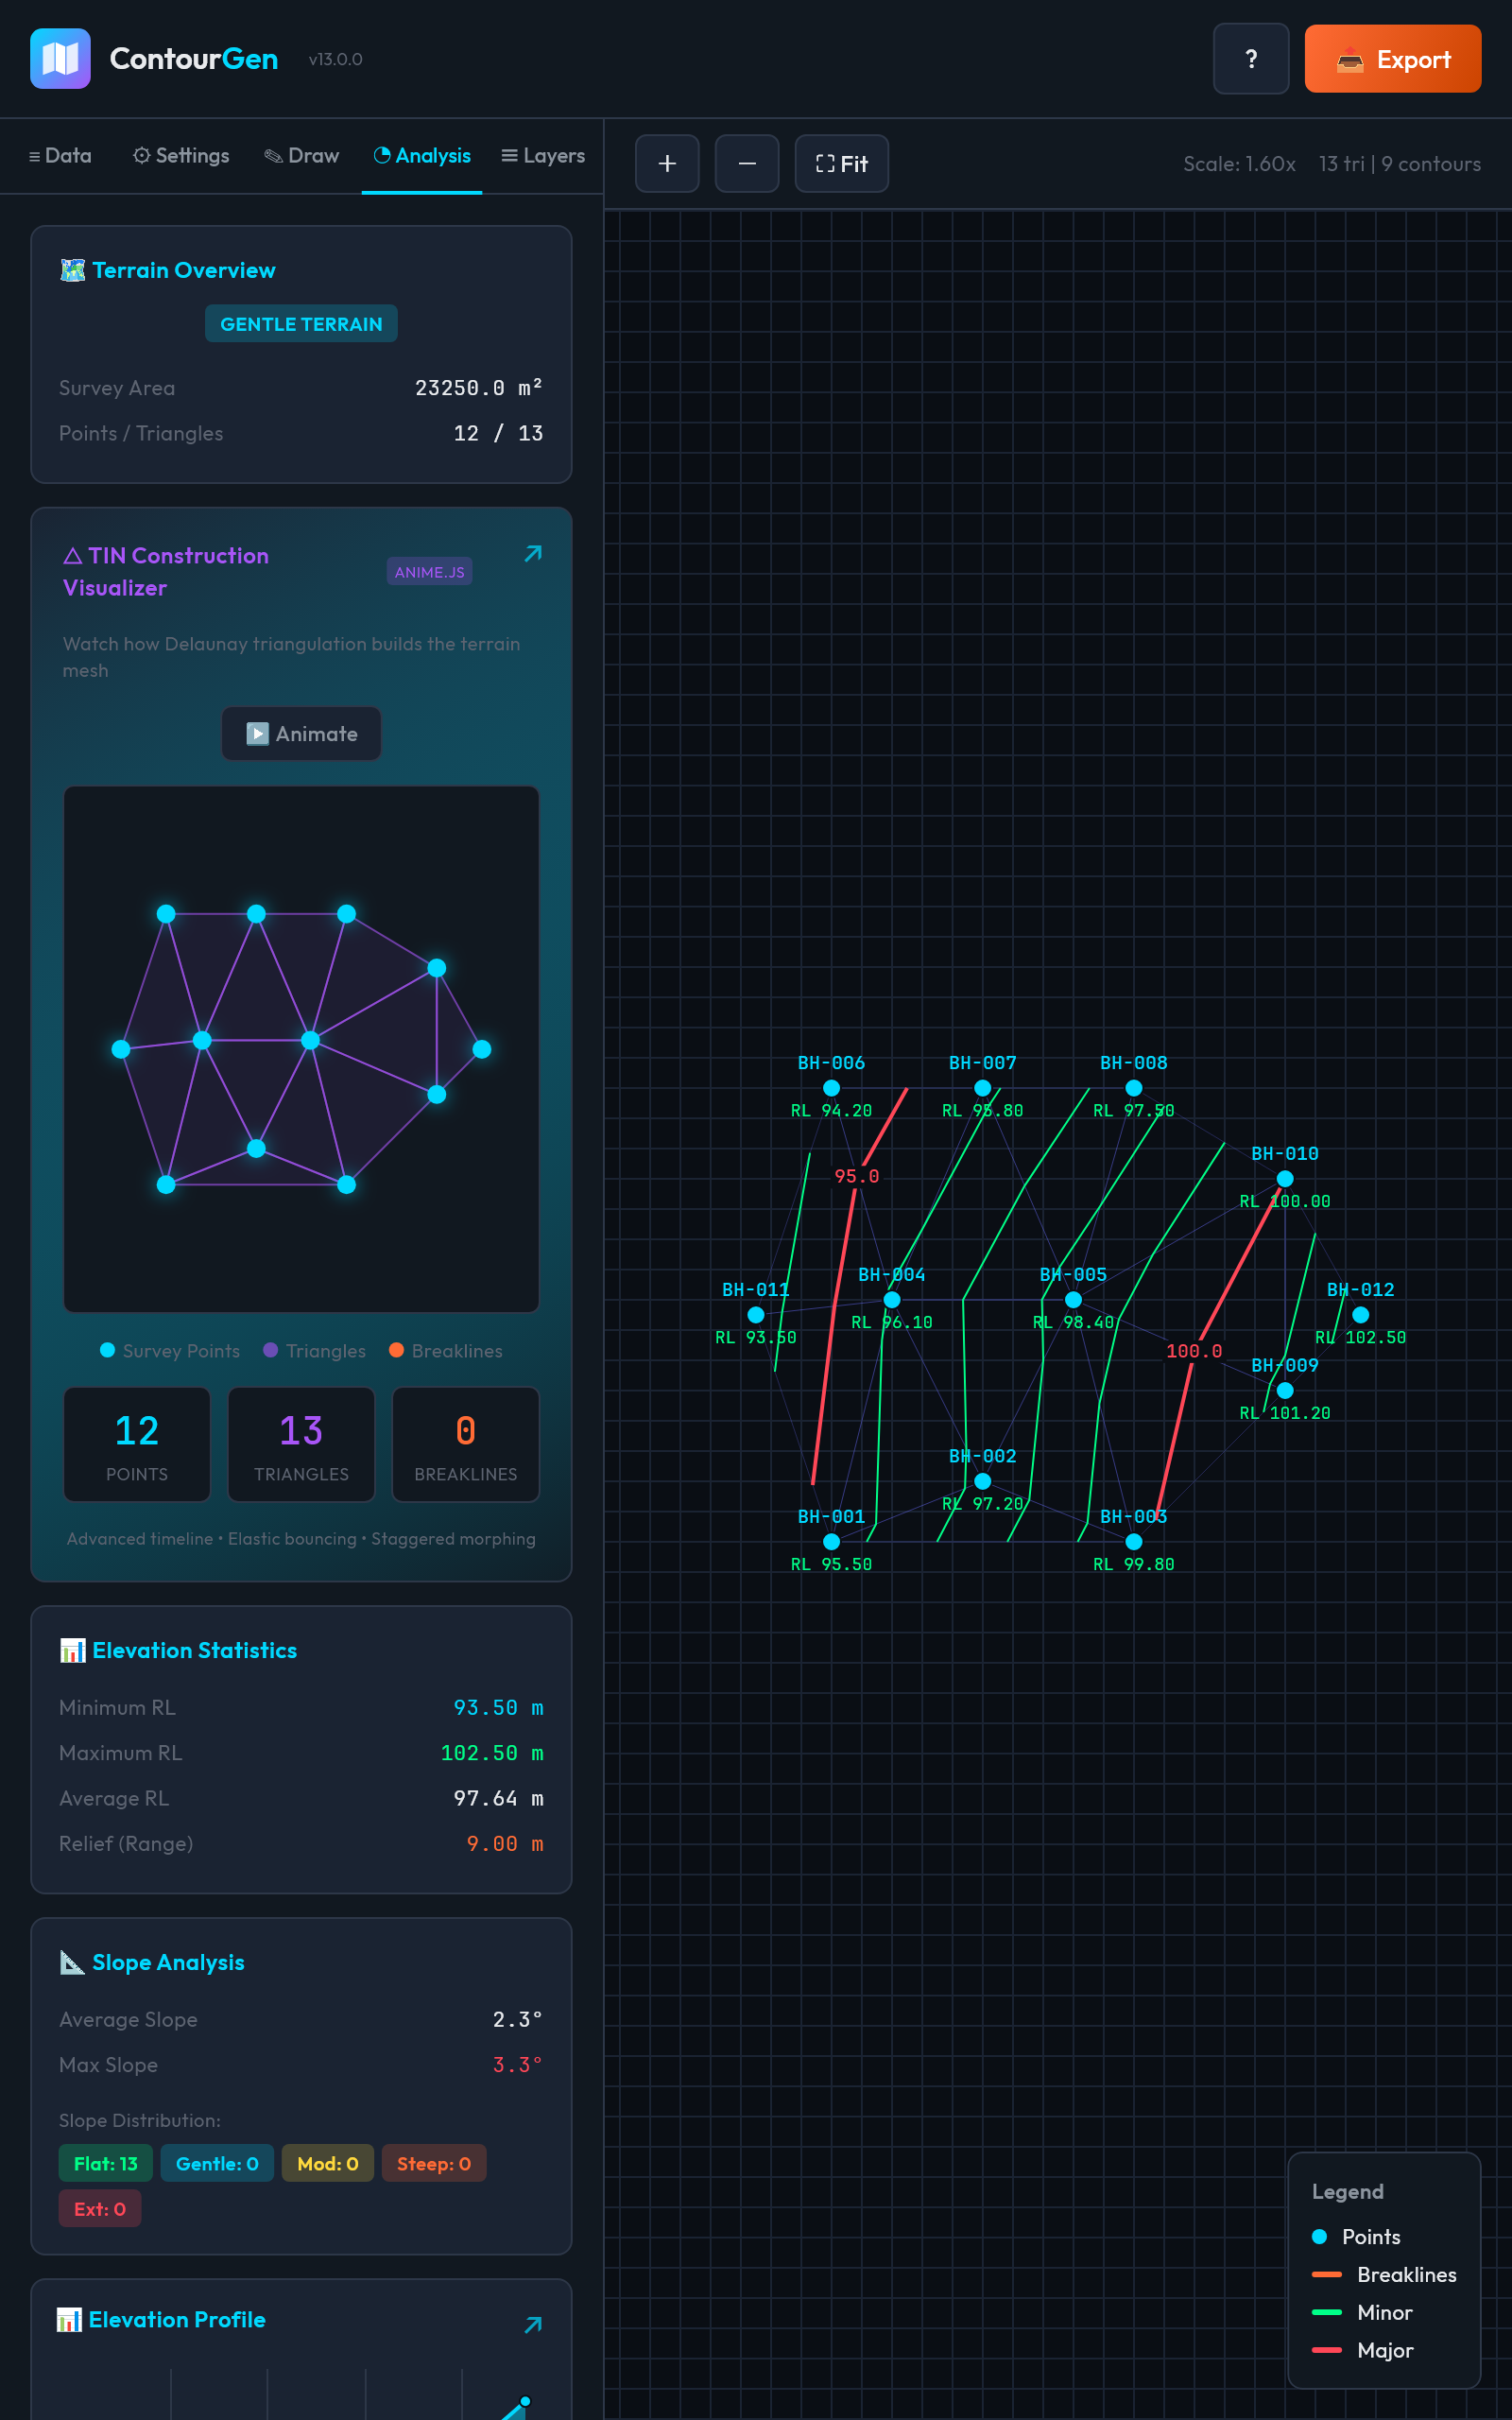 ContourGen v13.0.0
?
Export
Data
Settings
Draw
Analysis
Layers
Fit
Scale: 1.60x
13 tri | 9 contours
Terrain Overview
GENTLE TERRAIN
Survey Area 23250.0 m²
Points / Triangles 12 / 13
TIN Construction
Visualizer
ANIME.JS
Watch how Delaunay triangulation builds the terrain
mesh
Animate
Survey Points Triangles Breaklines
12
POINTS
13
TRIANGLES
0
BREAKLINES
Advanced timeline • Elastic bouncing • Staggered morphing
Elevation Statistics
Minimum RL 93.50 m
Maximum RL 102.50 m
Average RL 97.64 m
Relief (Range) 9.00 m
Slope Analysis
Average Slope 2.3°
Max Slope 3.3°
Slope Distribution:
Flat: 13
Gentle: 0
Mod: 0
Steep: 0
Ext: 0
Elevation Profile
BH-006
RL 94.20
BH-007
RL 95.80
BH-008
RL 97.50
BH-010
RL 100.00
95.0
BH-011
RL 93.50
BH-004
RL 96.10
BH-005
RL 98.40
BH-012
RL 102.50
100.0
BH-009
RL 101.20
BH-002
RL 97.20
BH-001
RL 95.50
BH-003
RL 99.80
Legend
Points
Breaklines
Minor
Major